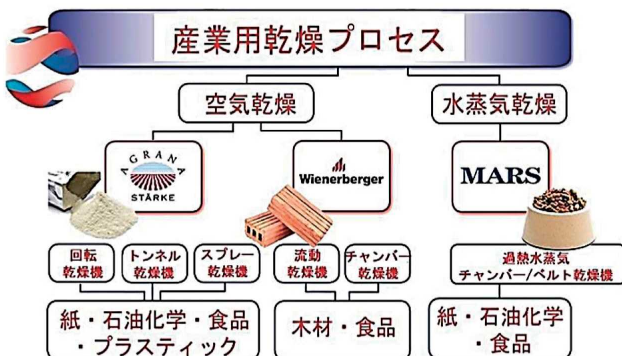 産業用乾燥プロセス
空気乾燥
水蒸気乾燥
AGRANA
STÄRKE
Wienerberger
MARS
回転
乾燥機
トンネル
乾燥機
スプレー
乾燥機
流動
乾燥機
チャンバー
乾燥機
過熱水蒸気
チャンバー/ベルト乾燥機
紙・石油化学・食品
・プラスティック
木材・食品
紙・石油化学
・食品